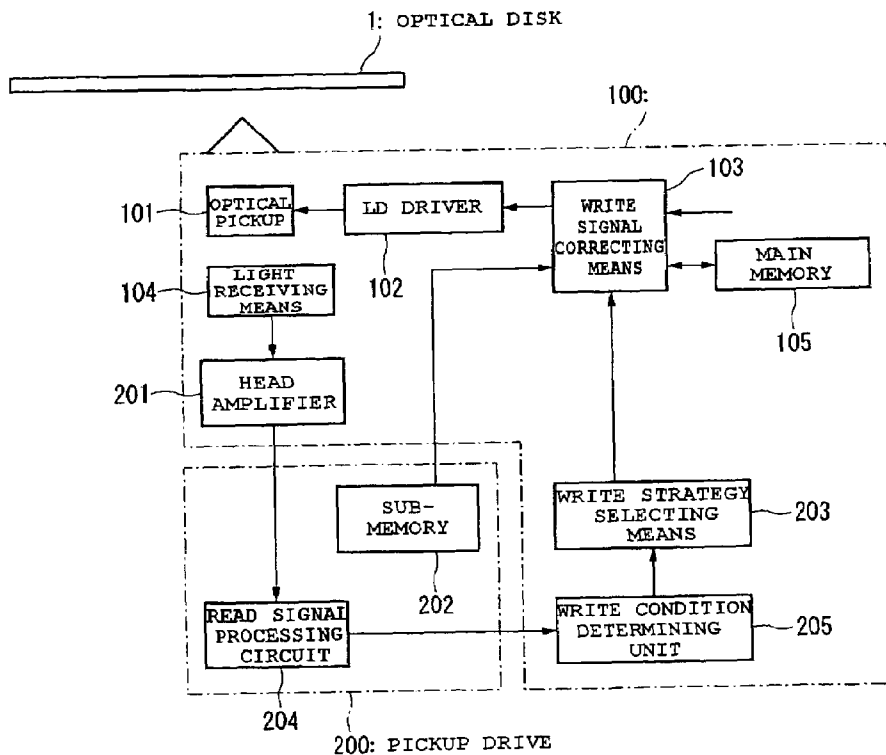 1: OPTICAL DISK
100:
103
101
OPTICAL
PICKUP
LD DRIVER
102
WRITE
SIGNAL
CORRECTING
MEANS
MAIN
MEMORY
105
104
LIGHT
RECEIVING
MEANS
201
HEAD
AMPLIFIER
SUB-
MEMORY
202
WRITE STRATEGY
SELECTING
MEANS
203
READ SIGNAL
PROCESSING
CIRCUIT
204
WRITE CONDITION
DETERMINING
UNIT
205
200: PICKUP DRIVE